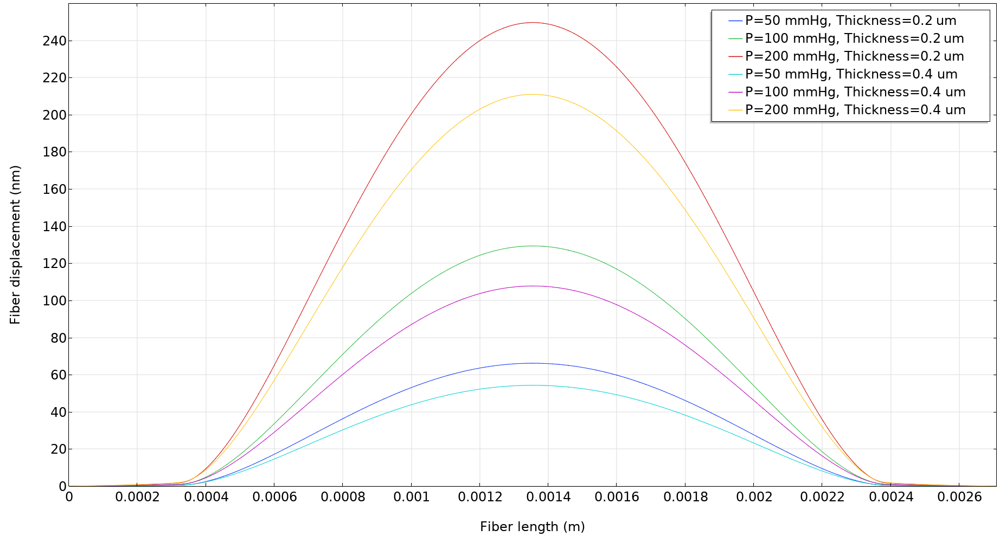 P=50 mmHg, Thickness=0.2 um
P=100 mmHg, Thickness=0.2 um
P=200 mmHg, Thickness=0.2 um
P=50 mmHg, Thickness=0.4 um
P=100 mmHg, Thickness=0.4 um
P=200 mmHg, Thickness=0.4 um
240
220
200
180
160
140
120
100
80
60
40
20
0
Fiber displacement (nm)
0 0.0002 0.0004 0.0006 0.0008 0.001 0.0012 0.0014 0.0016 0.0018 0.002 0.0022 0.0024 0.0026
Fiber length (m)